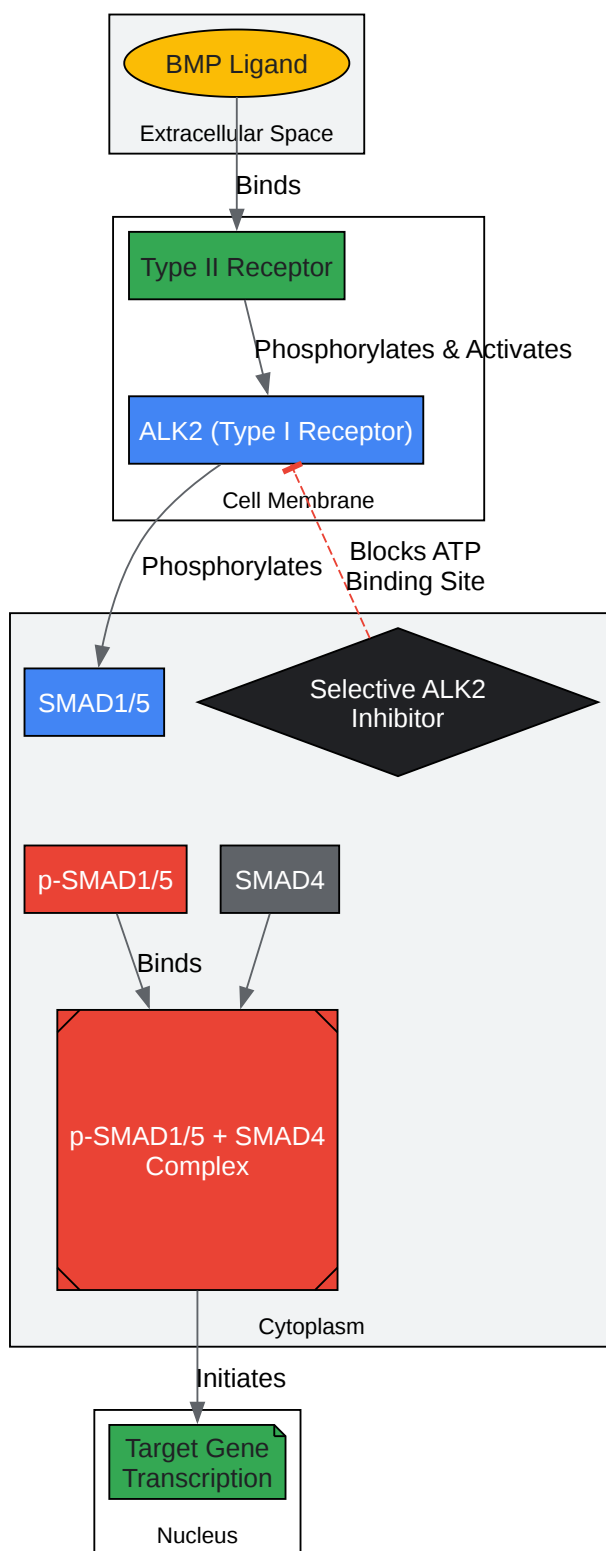 BMP Ligand
Extracellular Space
Binds
Type II Receptor
Phosphorylates & Activates
ALK2 (Type I Receptor)
Cell Membrane
Blocks ATP
Binding Site
Phosphorylates
Selective ALK2
Inhibitor
SMAD1/5
p-SMAD1/5
SMAD4
Binds
p-SMAD1/5 + SMAD4
Complex
Cytoplasm
Initiates
Target Gene
Transcription
Nucleus